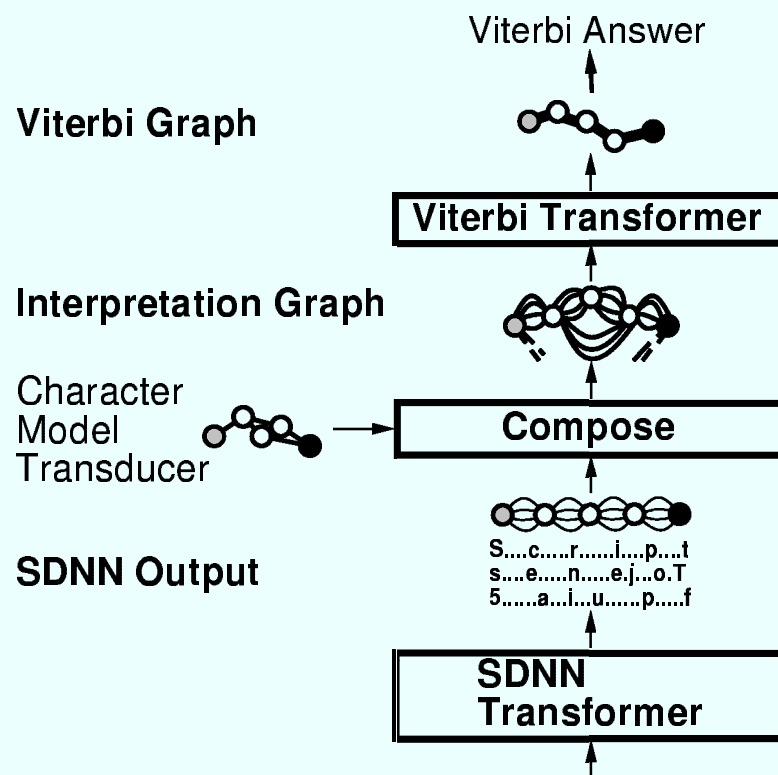 Viterbi Answer
Viterbi Graph
Viterbi Transformer
Interpretation Graph
Character
Model
Transducer
Compose
S....c.....r......i....p....t
s....e.....n.....e.j...o.T
5......a...i...u......p.....f
SDNN Output
SDNN
Transformer